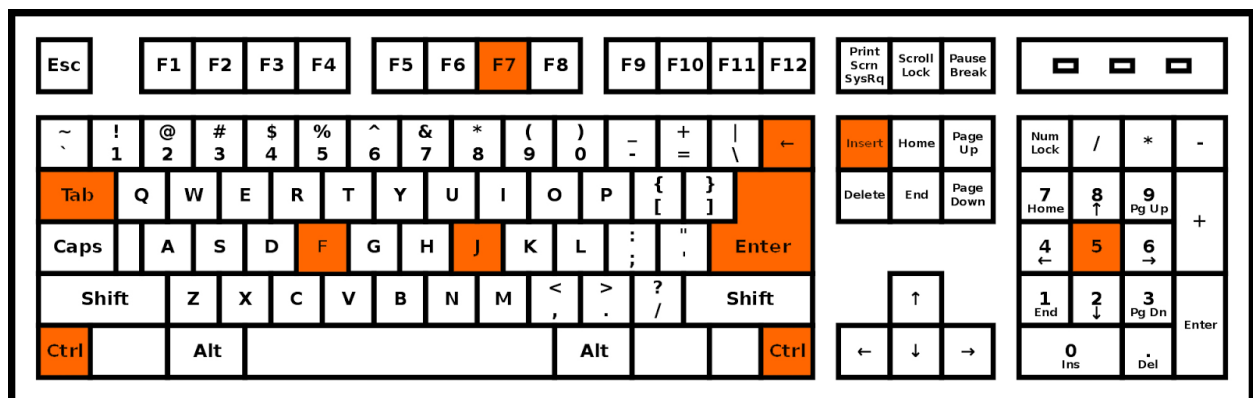 Esc F1 F2 F3 F4 F5 F6 F7 F8 F9 F10 F11 F12 Print Scrn SysRq Scroll Lock Pause Break
~ ` ! 1 @ 2 # 3 $ 4 % 5 ^ 6 & 7 * 8 ( 9 ) 0 _ - + = | \ ← Insert Home Page Up Num Lock / * -
Tab Q W E R T Y U I O P { [ } ] Delete End Page Down 7 Home 8 ↑ 9 Pg Up +
Caps A S D F G H J K L : ; " ' Enter 4 ← 5 6 →
Shift Z X C V B N M < , > . ? / Shift ↑ 1 End 2 ↓ 3 Pg Dn Enter
Ctrl Alt Alt Ctrl ← ↓ → 0 Ins . Del